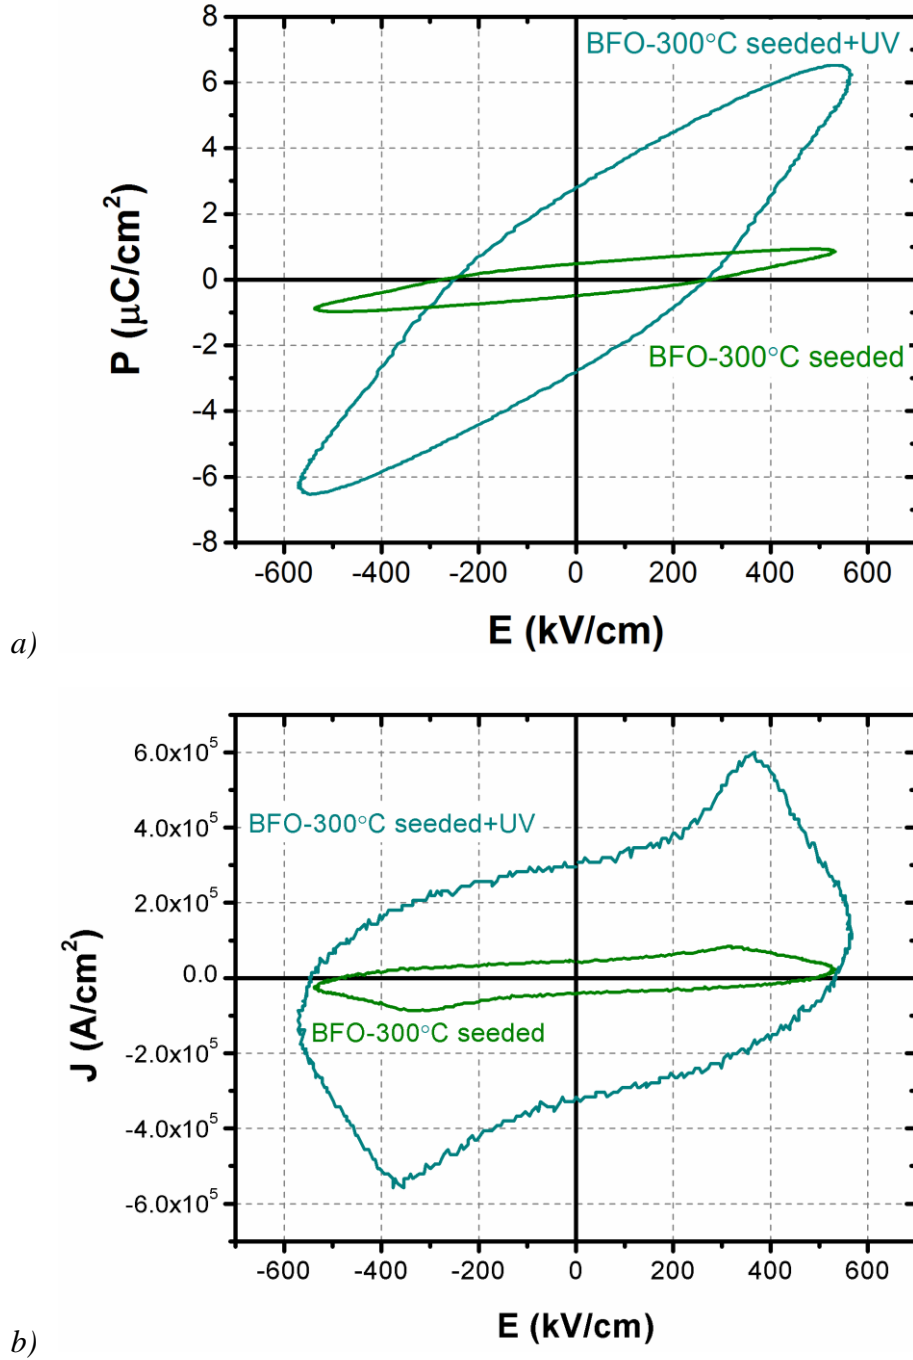 8
BFO-300°C seeded+UV
6
4
2
0
BFO-300°C seeded
-2
-4
-6
-8
P (μC/cm²)
-600 -400 -200 0 200 400 600
E (kV/cm)
a)
6.0x10⁵
BFO-300°C seeded+UV
4.0x10⁵
2.0x10⁵
0.0
BFO-300°C seeded
-2.0x10⁵
-4.0x10⁵
-6.0x10⁵
J (A/cm²)
-600 -400 -200 0 200 400 600
E (kV/cm)
b)